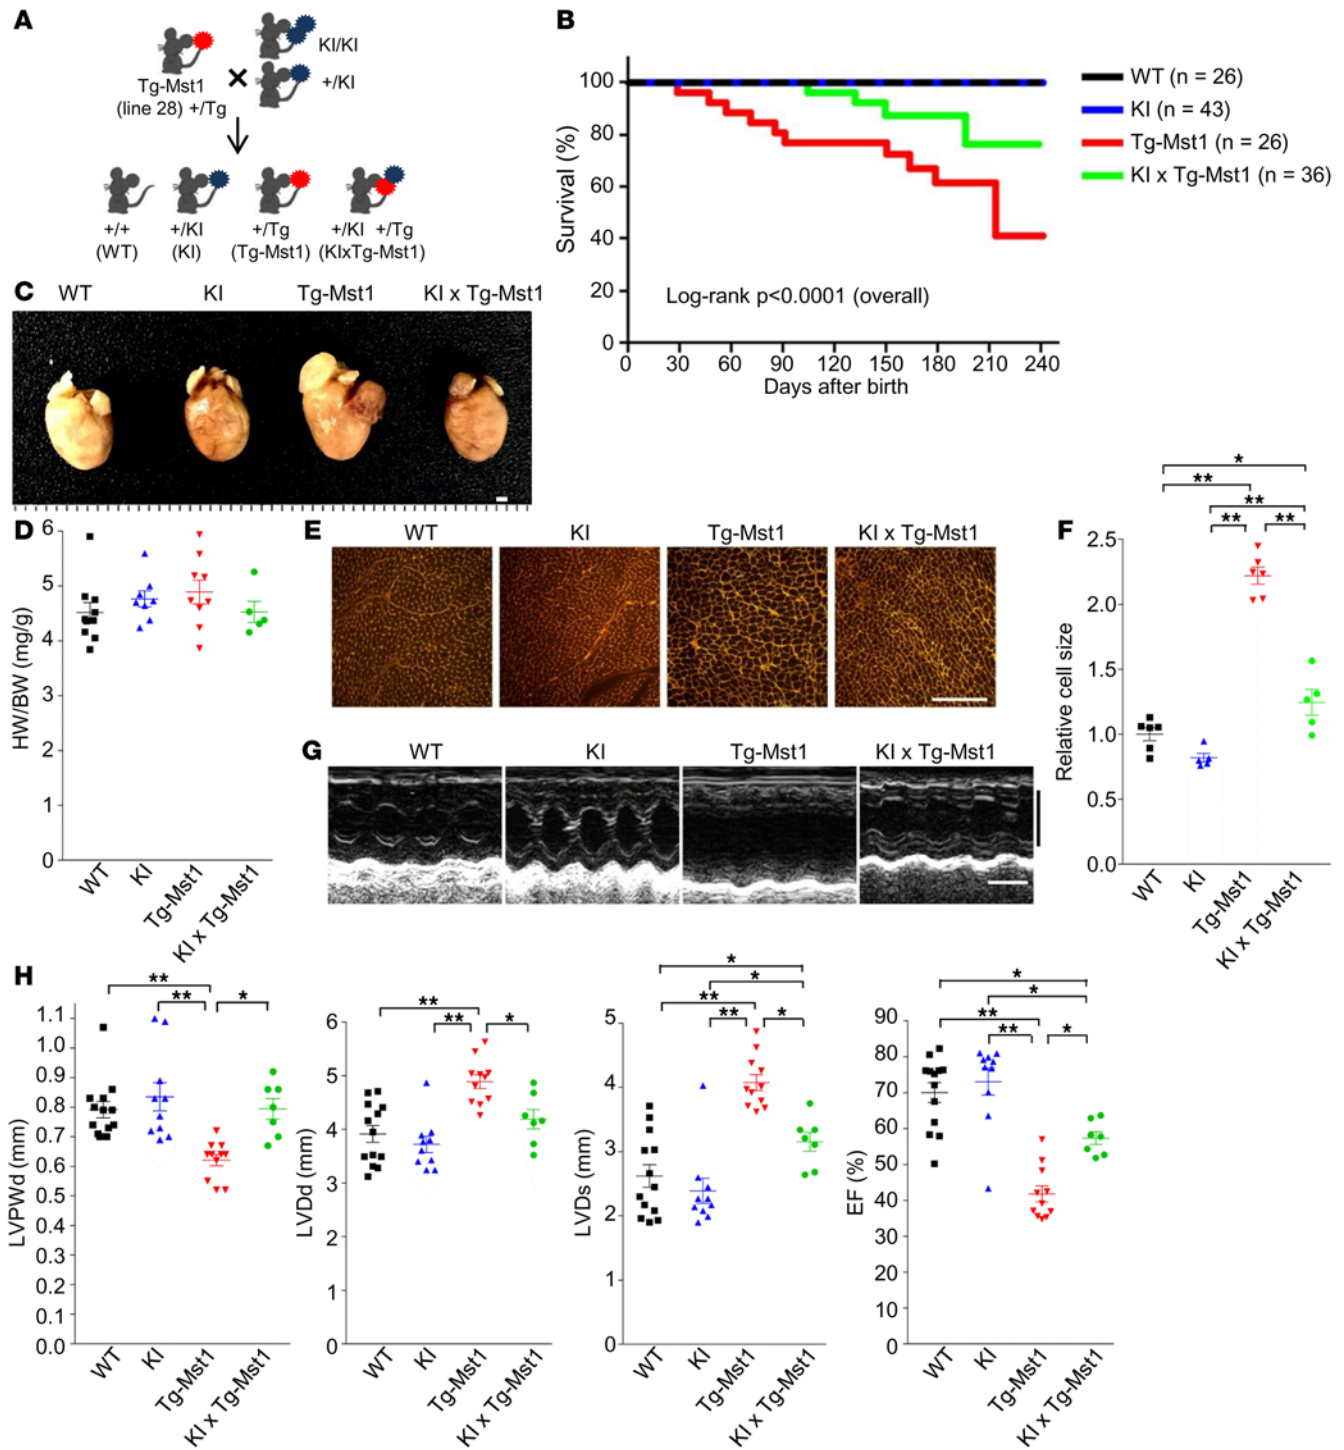 A
KI/KI
+/KI
Tg-Mst1
(line 28) +/Tg
+/+
(WT)
+/KI
(KI)
+/Tg
(Tg-Mst1)
+/KI +/Tg
(KIxTg-Mst1)
B
Survival (%)
100
80
60
40
20
0
Log-rank p<0.0001 (overall)
0 30 60 90 120 150 180 210 240
Days after birth
WT (n = 26)
KI (n = 43)
Tg-Mst1 (n = 26)
KI x Tg-Mst1 (n = 36)
C
WT KI Tg-Mst1 KI x Tg-Mst1
D
HW/BW (mg/g)
6
5
4
3
2
1
0
WT KI Tg-Mst1 KI x Tg-Mst1
E
WT KI Tg-Mst1 KI x Tg-Mst1
F
*
**
**
** **
Relative cell size
2.5
2.0
1.5
1.0
0.5
0.0
WT KI Tg-Mst1 KI x Tg-Mst1
G
WT KI Tg-Mst1 KI x Tg-Mst1
H
**
** *
LVPWd (mm)
1.1
1.0
0.9
0.8
0.7
0.6
0.5
0.4
0.3
0.2
0.1
0.0
WT KI Tg-Mst1 KI x Tg-Mst1
**
** *
LVDd (mm)
6
5
4
3
2
1
0
WT KI Tg-Mst1 KI x Tg-Mst1
*
*
**
** *
LVDs (mm)
5
4
3
2
1
0
WT KI Tg-Mst1 KI x Tg-Mst1
*
*
**
** *
EF (%)
90
80
70
60
50
40
30
20
10
0
WT KI Tg-Mst1 KI x Tg-Mst1